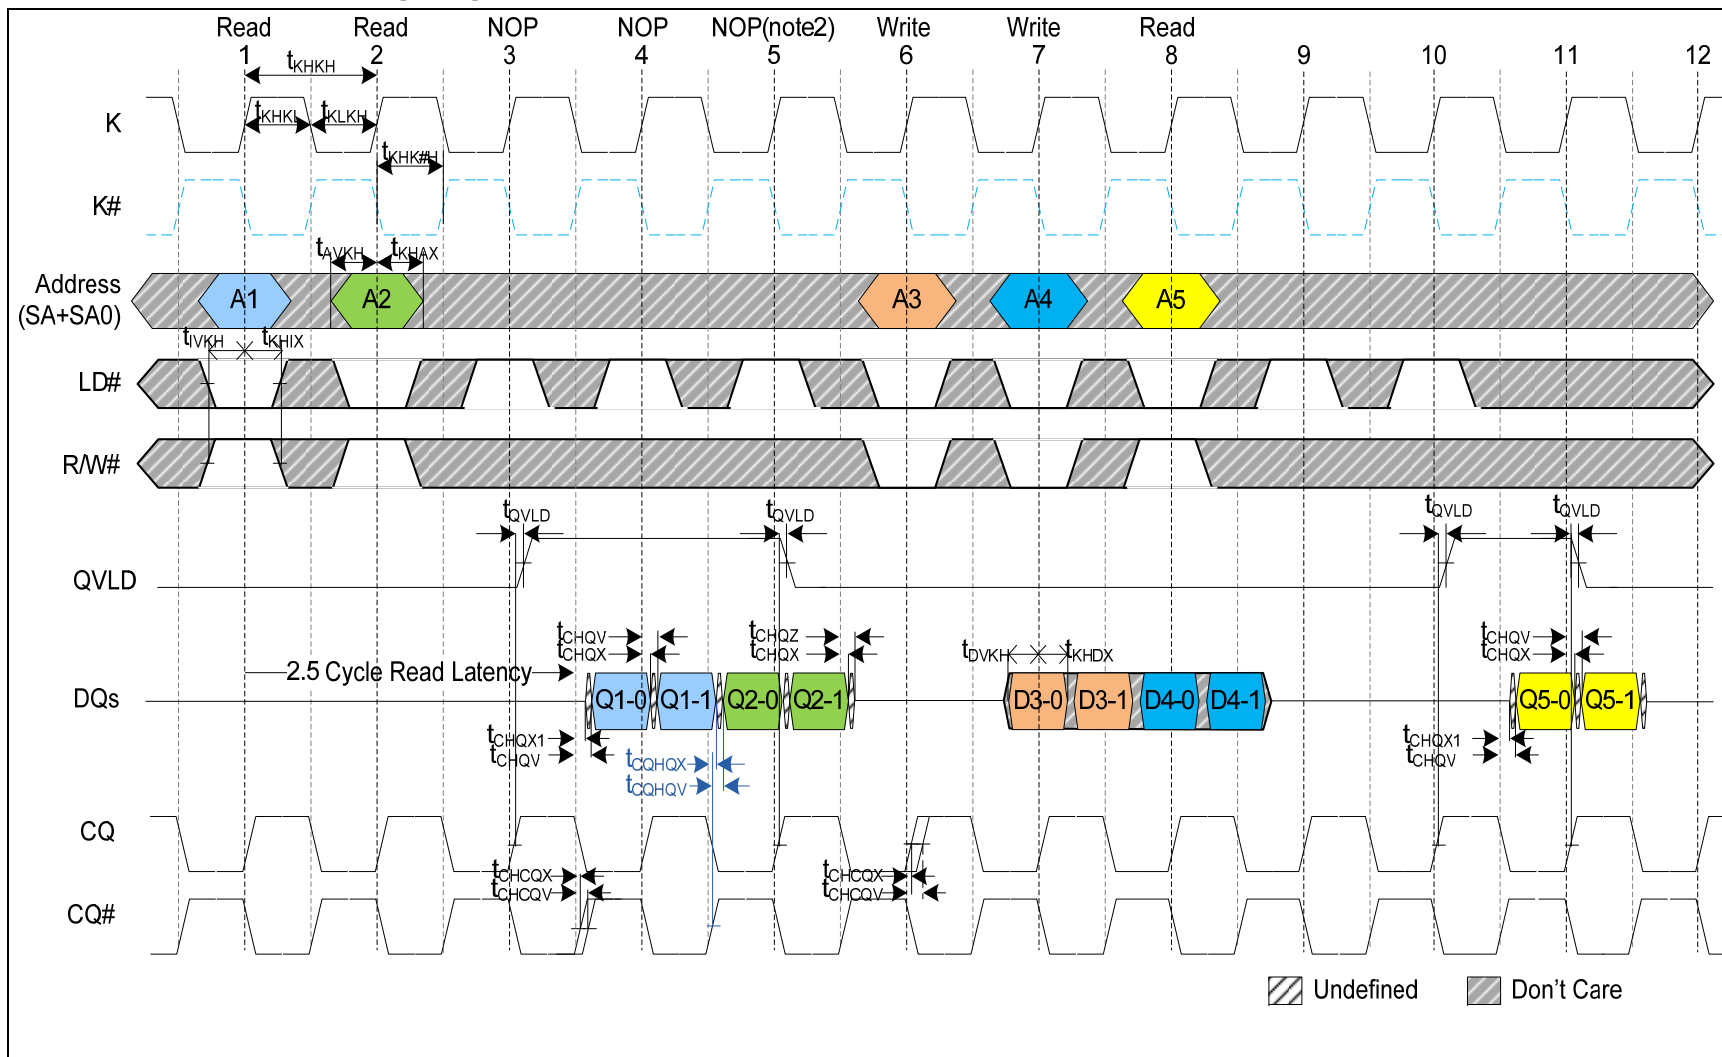 Read Read NOP NOP NOP(note2) Write Write Read
1 2 3 4 5 6 7 8 9 10 11 12
tKHKH
K
tKHKL tKLKH
tKHK#H
K#
tAVKH tKHAX
Address
(SA+SA0)
A1 A2 A3 A4 A5
tIVKH tKHIX
LD#
R/W#
tQVLD tQVLD tQVLD tQVLD
QVLD
tCHQV tCHQZ tCHQV
tCHQX tCHQX tDVKH tKHDX tCHQX
2.5 Cycle Read Latency
DQs
Q1-0 Q1-1 Q2-0 Q2-1 D3-0 D3-1 D4-0 D4-1 Q5-0 Q5-1
tCHQX1 tCHQX1
tCHQV tCHQV
tCQHQX
tCQHQV
CQ
tCHCQX tCHCQX
tCHCQV tCHCQV
CQ#
Undefined Don't Care